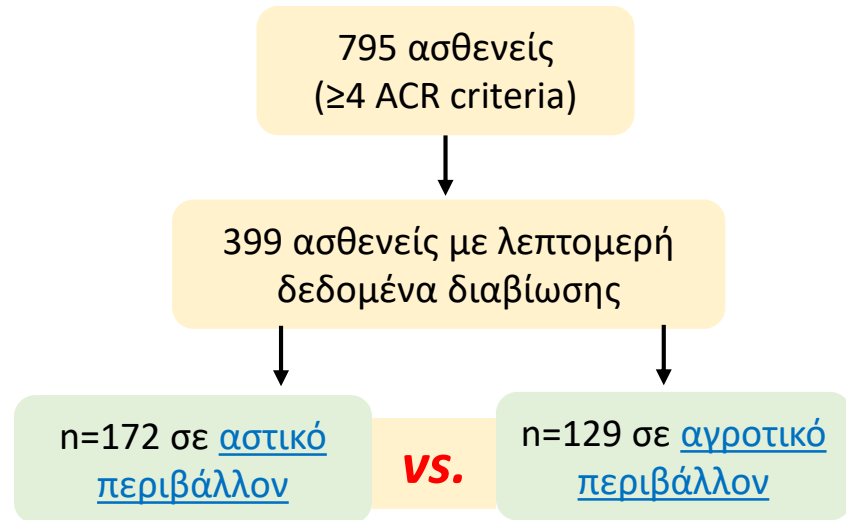 795 ασθενείς
(≥4 ACR criteria)
399 ασθενείς με λεπτομερή
δεδομένα διαβίωσης
n=172 σε αστικό
περιβάλλον
vs.
n=129 σε αγροτικό
περιβάλλον